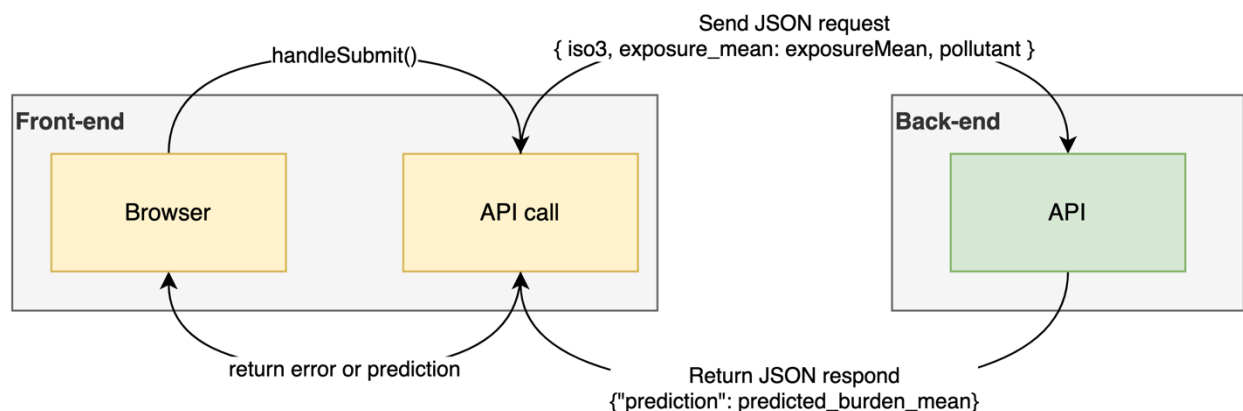 Send JSON request
{ iso3, exposure_mean: exposureMean, pollutant }
handleSubmit()
Front-end
Back-end
Browser
API call
API
return error or prediction
Return JSON respond
{"prediction": predicted_burden_mean}